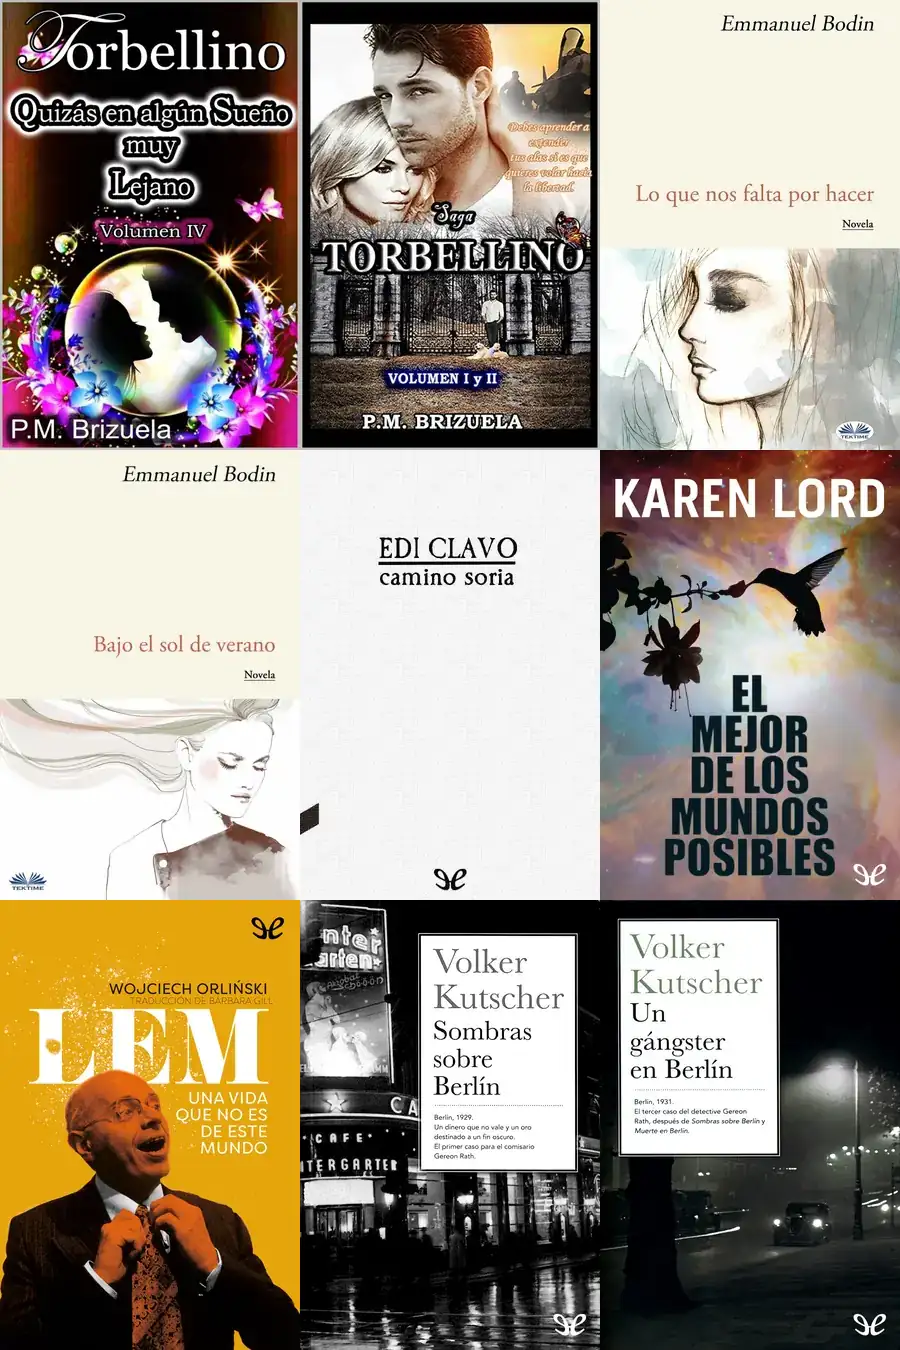 Torbellino
Quizás en algún Sueño
muy
Lejano
Volumen IV
P.M. Brizuela
Debes aprender a
extender
tus alas si es que
quieres volar hacia
la libertad.
Saga
TORBELLINO
VOLUMEN I y II
P.M. BRIZUELA
Emmanuel Bodin
Lo que nos falta por hacer
Novela
TEKTIME
Emmanuel Bodin
Bajo el sol de verano
Novela
TEKTIME
EDI CLAVO
camino soria
KAREN LORD
EL
MEJOR
DE LOS
MUNDOS
POSIBLES
WOJCIECH ORLIŃSKI
TRADUCCIÓN DE BÁRBARA GILL
LEM
UNA VIDA
QUE NO ES
DE ESTE
MUNDO
Volker
Kutscher
Sombras
sobre
Berlín
Berlín, 1929.
Un dinero que no vale y un oro
destinado a un fin oscuro.
El primer caso para el comisario
Gereon Rath.
CA
CAFE
TERGARTEN
Volker
Kutscher
Un
gángster
en Berlín
Berlín, 1931.
El tercer caso del detective Gereon
Rath, después de Sombras sobre Berlín y
Muerte en Berlín.